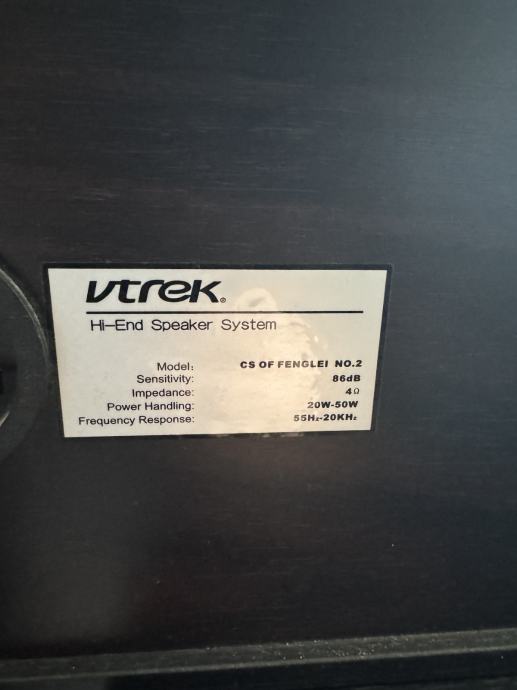 vtrek®
Hi-End Speaker System
Model: CS OF FENGLEI NO.2
Sensitivity: 86dB
Impedance: 4Ω
Power Handling: 20W-50W
Frequency Response: 55Hz-20KHz